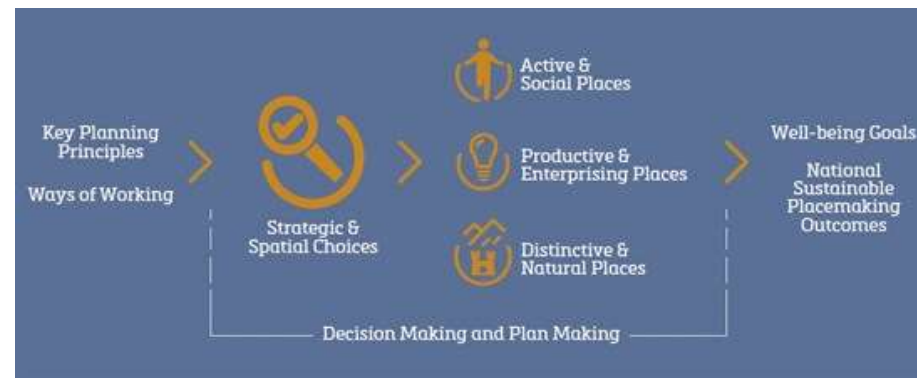 Key Planning
Principles
Ways of Working
Strategic &
Spatial Choices
Active &
Social Places
Productive &
Enterprising Places
Distinctive &
Natural Places
Well-being Goals
National
Sustainable
Placemaking
Outcomes
Decision Making and Plan Making